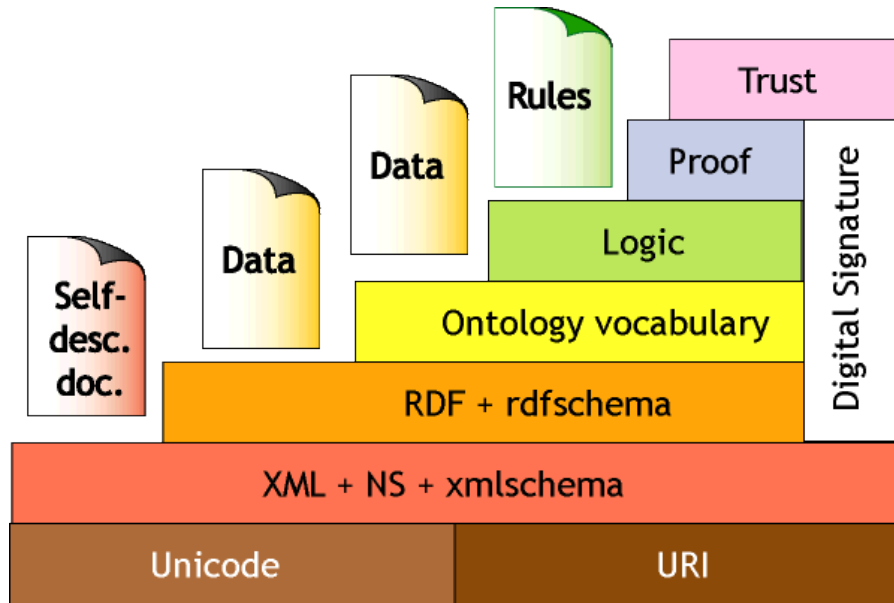 Rules
Trust
Data
Proof
Data
Logic
Self-
desc.
doc.
Ontology vocabulary
Digital Signature
RDF + rdfschema
XML + NS + xmlschema
Unicode
URI